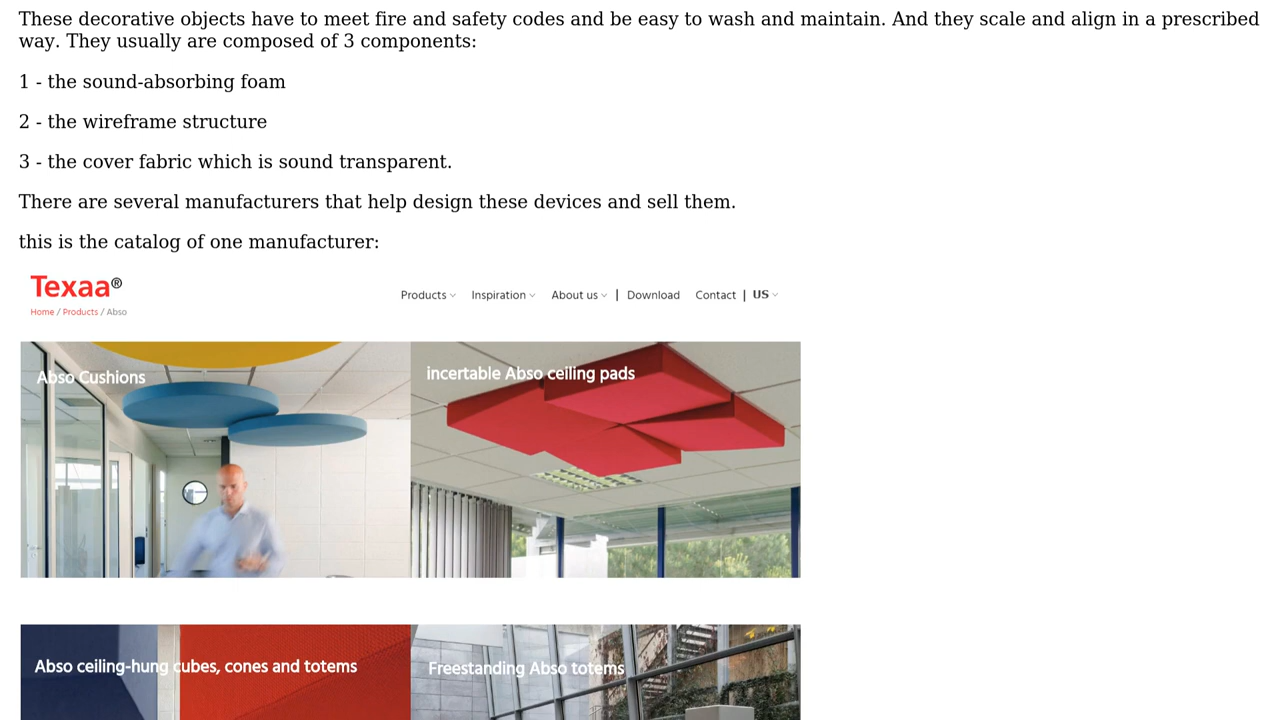 These decorative objects have to meet fire and safety codes and be easy to wash and maintain. And they scale and align in a prescribed
way. They usually are composed of 3 components:
1 - the sound-absorbing foam
2 - the wireframe structure
3 - the cover fabric which is sound transparent.
There are several manufacturers that help design these devices and sell them.
this is the catalog of one manufacturer:
Texaa®
Products Inspiration About us | Download Contact | US
Home / Products / Abso
Abso Cushions
incertable Abso ceiling pads
Abso ceiling-hung cubes, cones and totems
Freestanding Abso totems